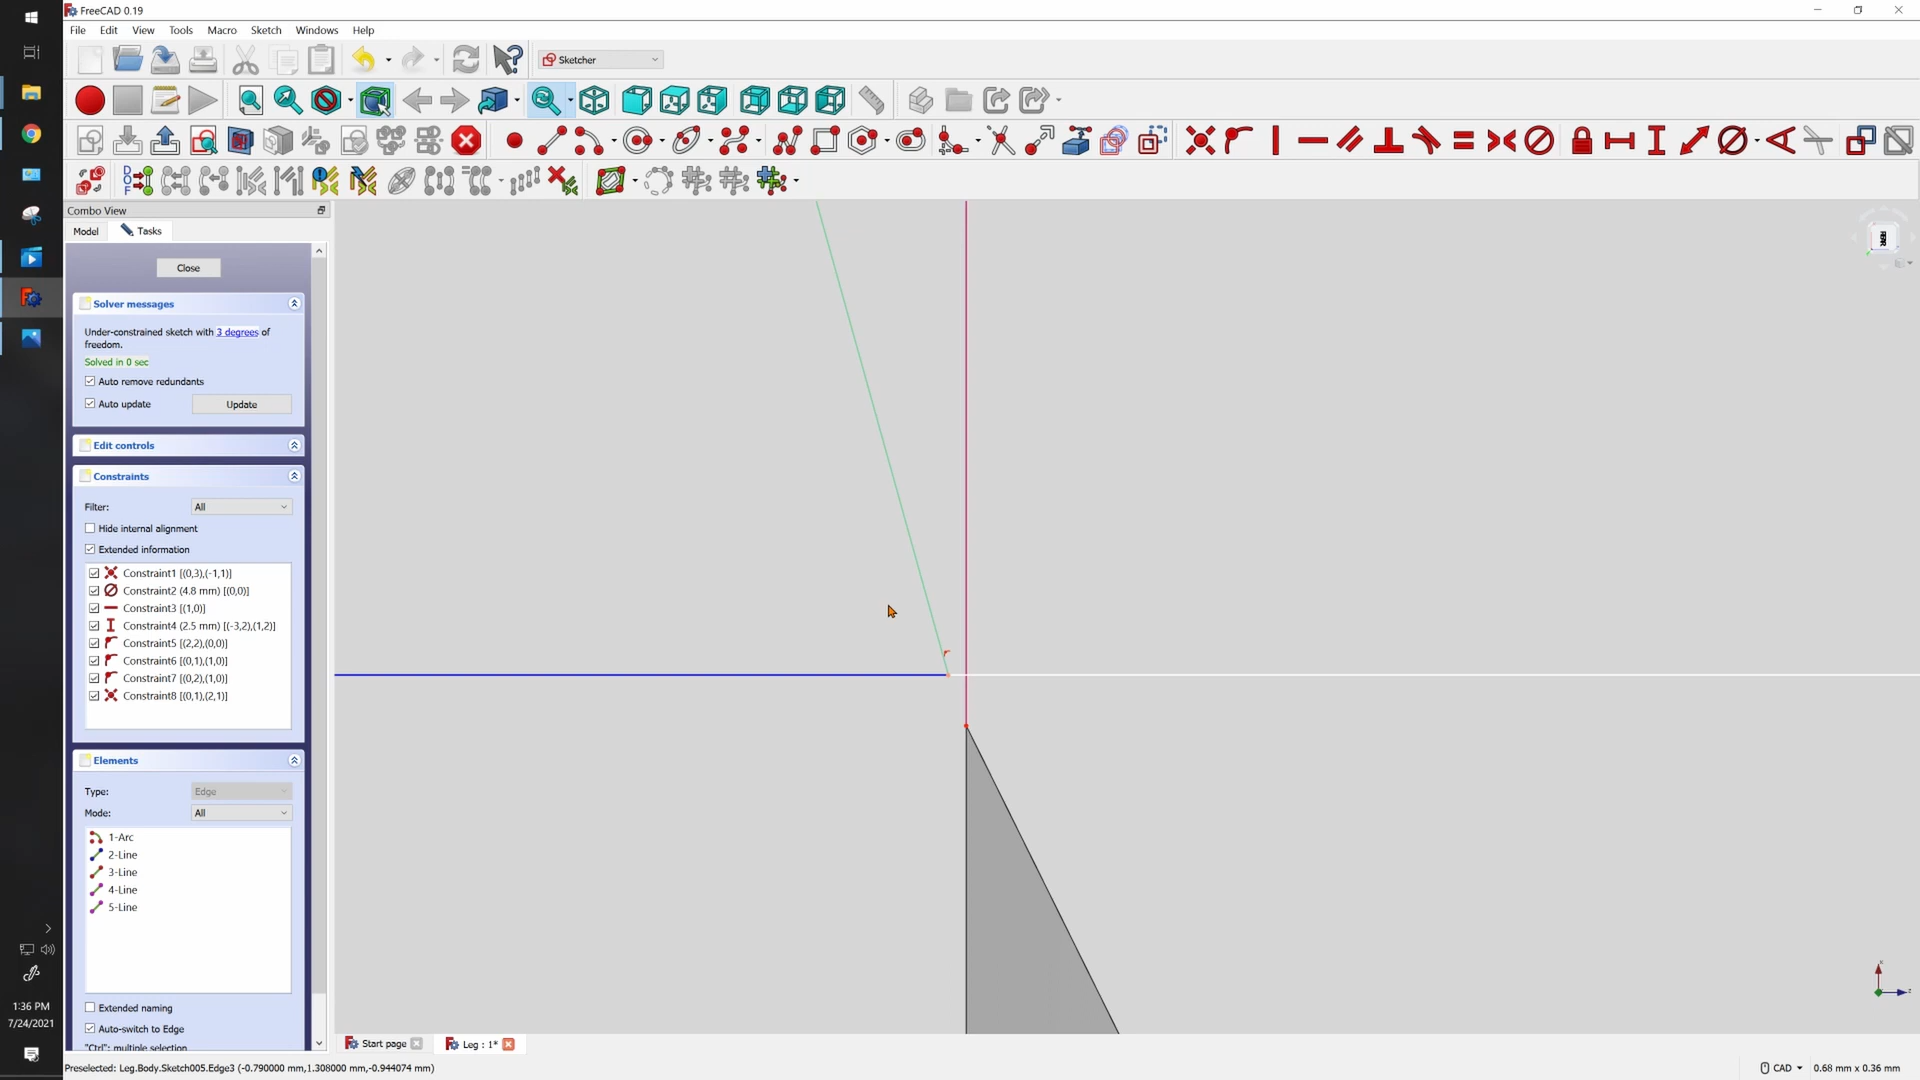 FreeCAD 0.19
File Edit View Tools Macro Sketch Windows Help
Sketcher
Combo View
Model Tasks
Close
Solver messages
Under-constrained sketch with 3 degrees of
freedom.
Solved in 0 sec
Auto remove redundants
Auto update Update
Edit controls
Constraints
Filter: All
Hide internal alignment
Extended information
Constraint1 [(0,3),(-1,1)]
Constraint2 (4.8 mm) [(0,0)]
Constraint3 [(1,0)]
Constraint4 (2.5 mm) [(-3,2),(1,2)]
Constraint5 [(2,2),(0,0)]
Constraint6 [(0,1),(1,0)]
Constraint7 [(0,2),(1,0)]
Constraint8 [(0,1),(2,1)]
Elements
Type: Edge
Mode: All
1-Arc
2-Line
3-Line
4-Line
5-Line
Extended naming
Auto-switch to Edge
"Ctrl": multiple selection
REAR
1:36 PM
7/24/2021
Start page Leg : 1*
Preselected: Leg.Body.Sketch005.Edge3 (-0.790000 mm,1.308000 mm,-0.944074 mm)
CAD 0.68 mm x 0.36 mm